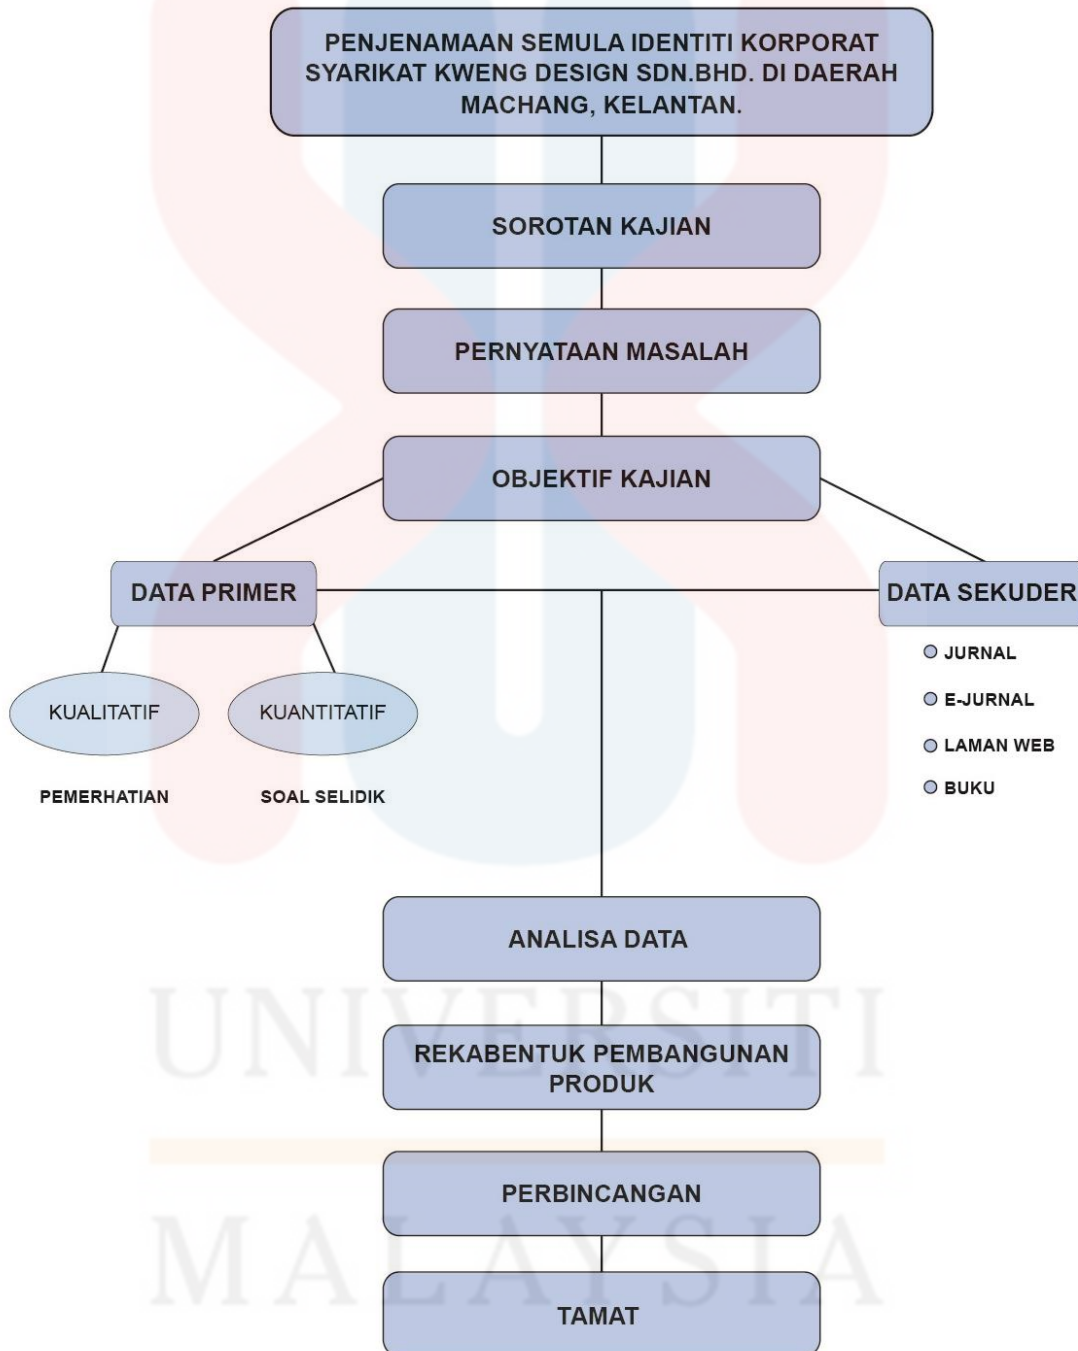 PENJENAMAAN SEMULA IDENTITI KORPORAT
SYARIKAT KWENG DESIGN SDN.BHD. DI DAERAH
MACHANG, KELANTAN.
SOROTAN KAJIAN
PERNYATAAN MASALAH
OBJEKTIF KAJIAN
DATA PRIMER
DATA SEKUDER
KUALITATIF
KUANTITATIF
PEMERHATIAN
SOAL SELIDIK
JURNAL
E-JURNAL
LAMAN WEB
BUKU
ANALISA DATA
UNIVERSITI
REKABENTUK PEMBANGUNAN
PRODUK
PERBINCANGAN
MALAYSIA
TAMAT